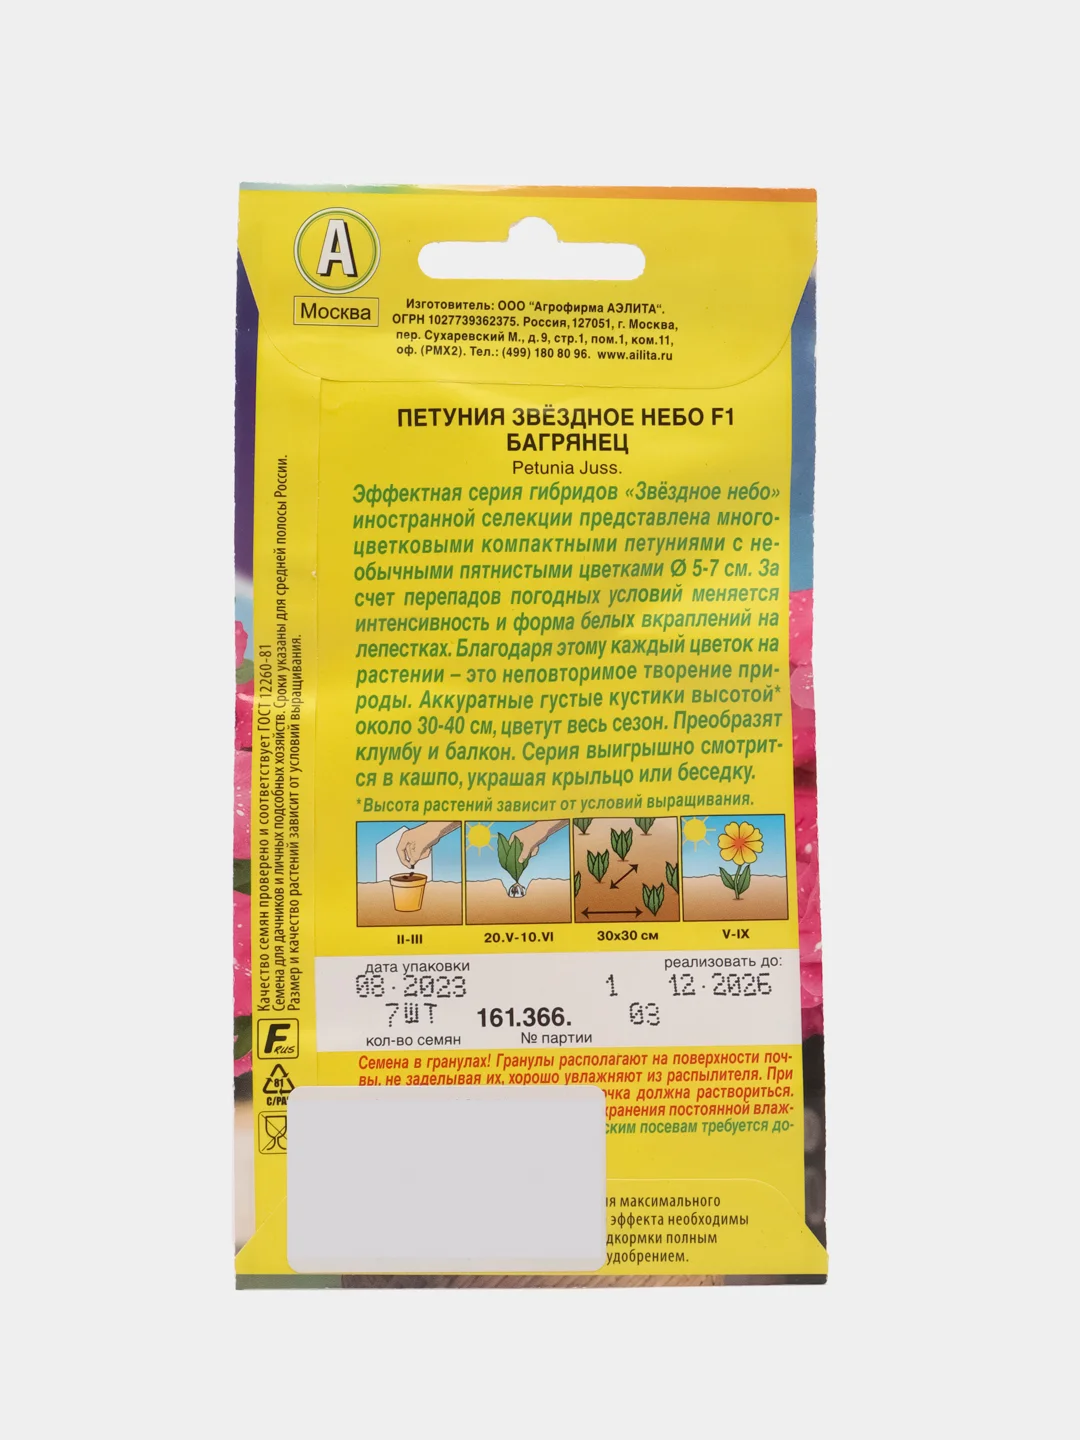 А
Москва
Изготовитель: ООО "Агрофирма АЭЛИТА".
ОГРН 1027739362375. Россия, 127051, г. Москва,
пер. Сухаревский М., д.9, стр.1, пом.1, ком.11,
оф. (РМХ2). Тел.: (499) 180 80 96. www.ailita.ru
ПЕТУНИЯ ЗВЁЗДНОЕ НЕБО F1
БАГРЯНЕЦ
Petunia Juss.
Эффектная серия гибридов «Звёздное небо»
иностранной селекции представлена много-
цветковыми компактными петуниями с не-
обычными пятнистыми цветками Ø 5-7 см. За
счет перепадов погодных условий меняется
интенсивность и форма белых вкраплений на
лепестках. Благодаря этому каждый цветок на
растении – это неповторимое творение при-
роды. Аккуратные густые кустики высотой*
около 30-40 см, цветут весь сезон. Преобразят
клумбу и балкон. Серия выигрышно смотрит-
ся в кашпо, украшая крыльцо или беседку.
*Высота растений зависит от условий выращивания.
II-III 20.V-10.VI 30x30 см V-IX
дата упаковки реализовать до:
08.2023 1 12.2026
7ШТ 161.366. 03
кол-во семян № партии
Семена в гранулах! Гранулы располагают на поверхности поч-
вы, не заделывая их, хорошо увлажняют из распылителя. При
очка должна раствориться.
хранения постоянной влаж-
ским посевам требуется до-
я максимального
эффекта необходимы
дкормки полным
удобрением.
Качество семян проверено и соответствует ГОСТ 12260-81
Семена для дачников и личных подсобных хозяйств. Сроки указаны для средней полосы России.
Размер и качество растений зависит от условий выращивания.
F RUS
81
C/PA